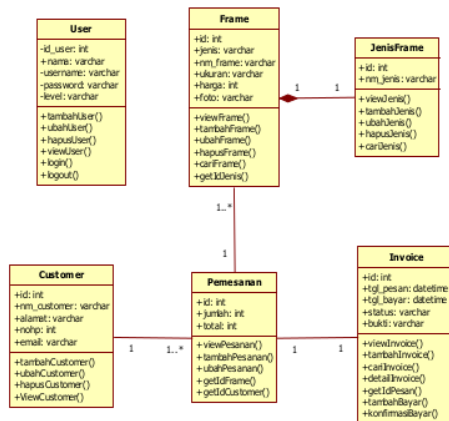 User
-id_user: int
+nama: varchar
-username: varchar
-password: varchar
-level: varchar
+tambahUser()
+ubahUser()
+hapusUser()
+viewUser()
+login()
+logout()
Frame
+id: int
+jenis: varchar
+nm_frame: varchar
+ukuran: varchar
+harga: int
+foto: varchar
+viewFrame()
+tambahFrame()
+ubahFrame()
+hapusFrame()
+cariFrame()
+getIdJenis()
1
1
JenisFrame
+id: int
+nm_jenis: varchar
+viewJenis()
+tambahJenis()
+ubahJenis()
+hapusJenis()
+cariJenis()
1..*
1
Customer
+id: int
+nm_customer: varchar
+alamat: varchar
+nohp: int
+email: varchar
+tambahCustomer()
+ubahCustomer()
+hapusCustomer()
+ViewCustomer()
1
1..*
Pemesanan
+id: int
+jumlah: int
+total: int
+viewPesanan()
+tambahPesanan()
+ubahPesanan()
+getIdFrame()
+getIdCustomer()
1
1
Invoice
+id: int
+tgl_pesan: datetime
+tgl_bayar: datetime
+status: varchar
+bukti: varchar
+viewInvoice()
+tambahInvoice()
+cariInvoice()
+detailInvoice()
+getIdPesan()
+tambahBayar()
+konfirmasiBayar()